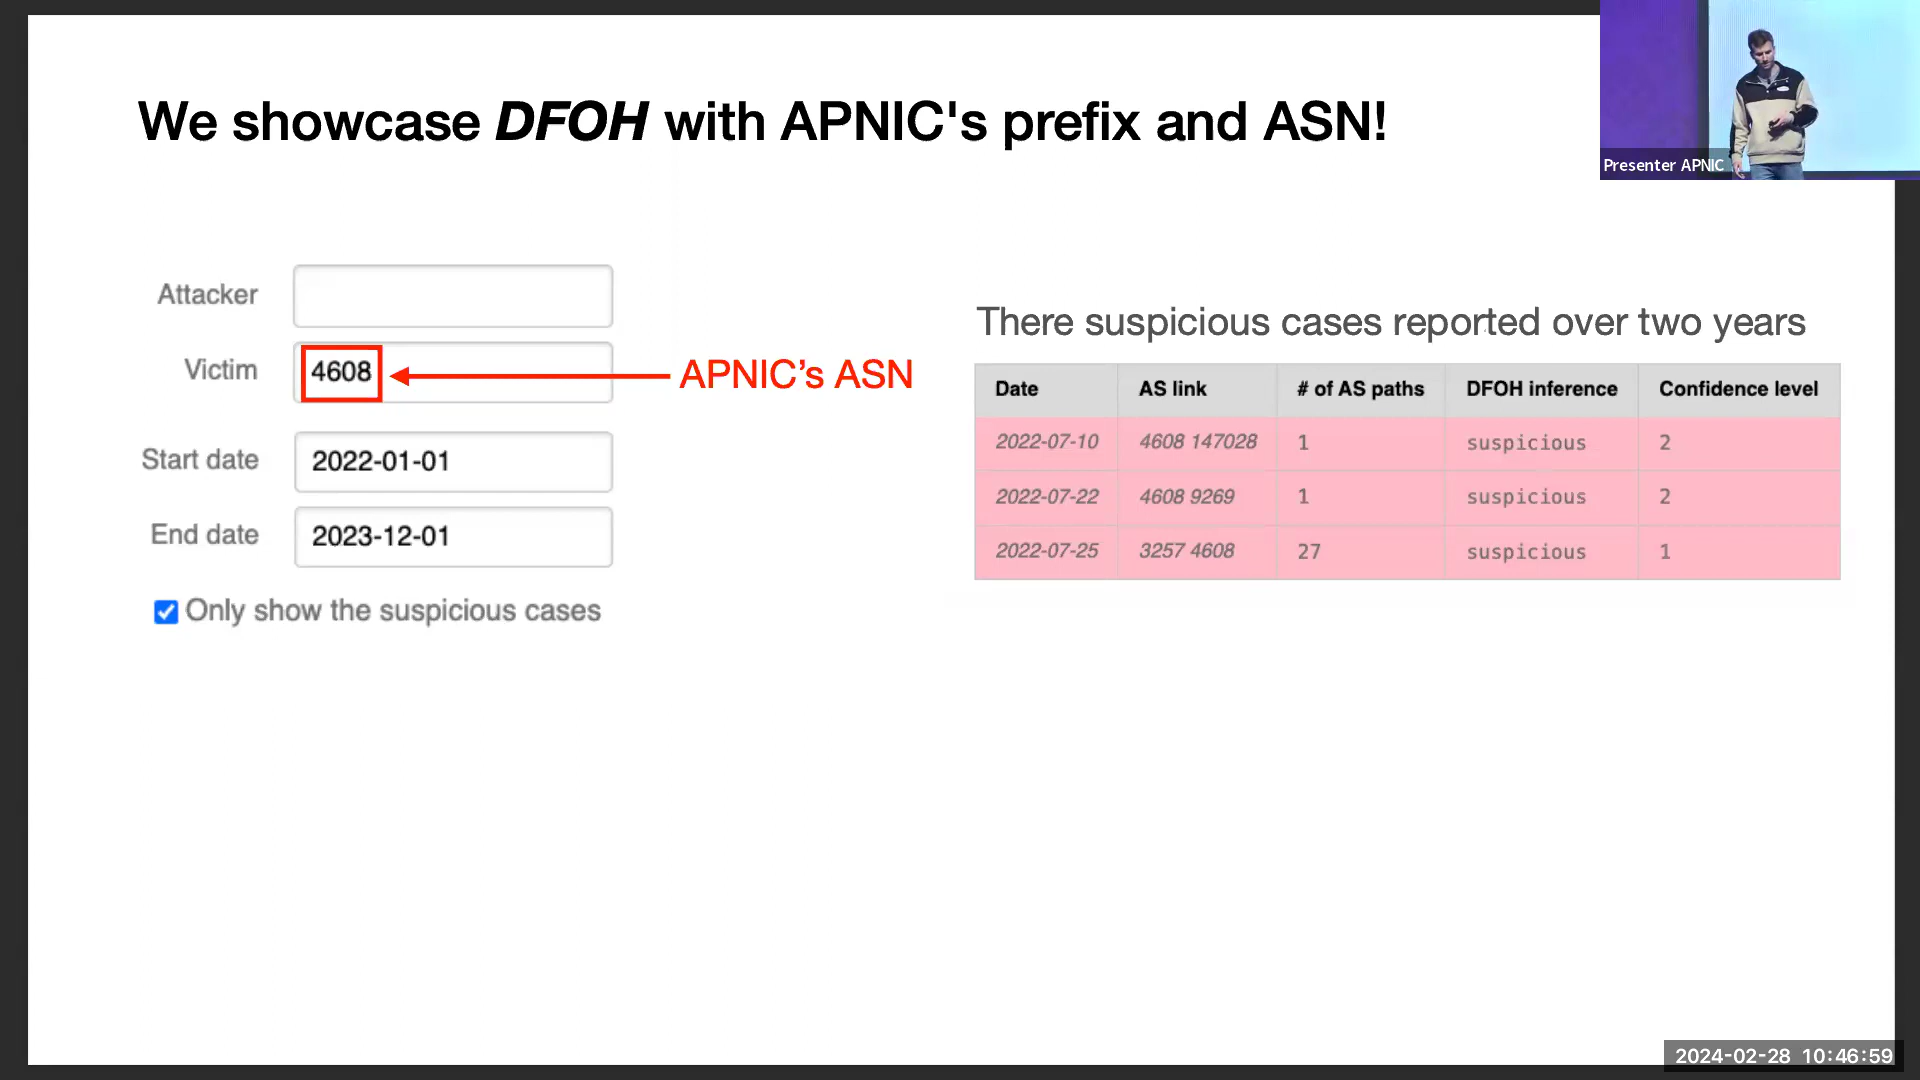 We showcase DFOH with APNIC's prefix and ASN!
Presenter APNIC
Attacker
Victim 4608 APNIC’s ASN
Start date 2022-01-01
End date 2023-12-01
Only show the suspicious cases
There suspicious cases reported over two years
Date AS link # of AS paths DFOH inference Confidence level
2022-07-10 4608 147028 1 suspicious 2
2022-07-22 4608 9269 1 suspicious 2
2022-07-25 3257 4608 27 suspicious 1
2024-02-28 10:46:59